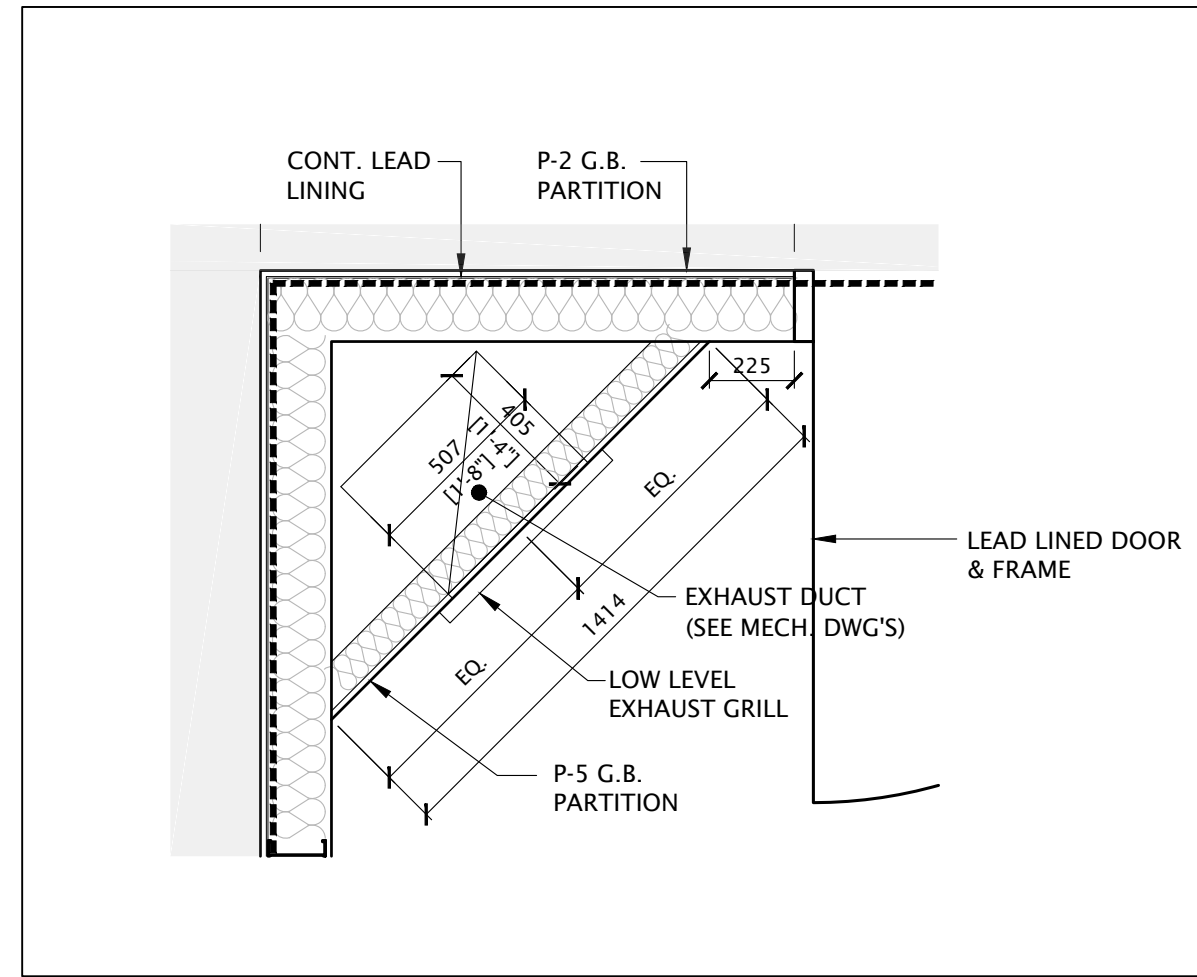 CONT. LEAD
LINING
P-2 G.B.
PARTITION
225
405
[1'-4"]
507
[1'-8"]
EQ.
1414
EQ.
LEAD LINED DOOR
& FRAME
EXHAUST DUCT
(SEE MECH. DWG'S)
LOW LEVEL
EXHAUST GRILL
P-5 G.B.
PARTITION